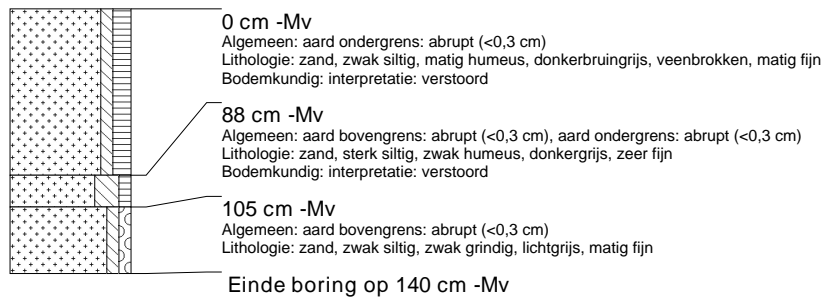 0 cm -Mv
Algemeen: aard ondergrens: abrupt (<0,3 cm)
Lithologie: zand, zwak siltig, matig humeus, donkerbruingrijs, veenbrokken, matig fijn
Bodemkundig: interpretatie: verstoord
88 cm -Mv
Algemeen: aard bovengrens: abrupt (<0,3 cm), aard ondergrens: abrupt (<0,3 cm)
Lithologie: zand, sterk siltig, zwak humeus, donkergrijs, zeer fijn
Bodemkundig: interpretatie: verstoord
105 cm -Mv
Algemeen: aard bovengrens: abrupt (<0,3 cm)
Lithologie: zand, zwak siltig, zwak grindig, lichtgrijs, matig fijn
Einde boring op 140 cm -Mv